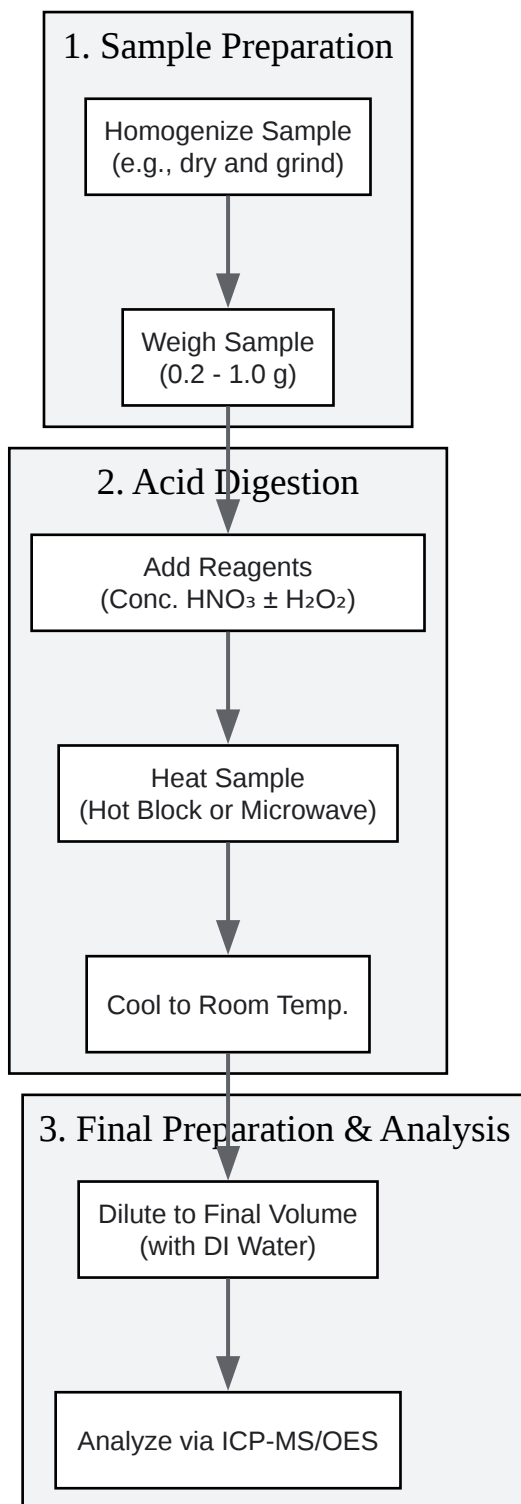 1. Sample Preparation
Homogenize Sample
(e.g., dry and grind)
Weigh Sample
(0.2 - 1.0 g)
2. Acid Digestion
Add Reagents
(Conc. HNO₃ ± H₂O₂)
Heat Sample
(Hot Block or Microwave)
Cool to Room Temp.
3. Final Preparation & Analysis
Dilute to Final Volume
(with DI Water)
Analyze via ICP-MS/OES